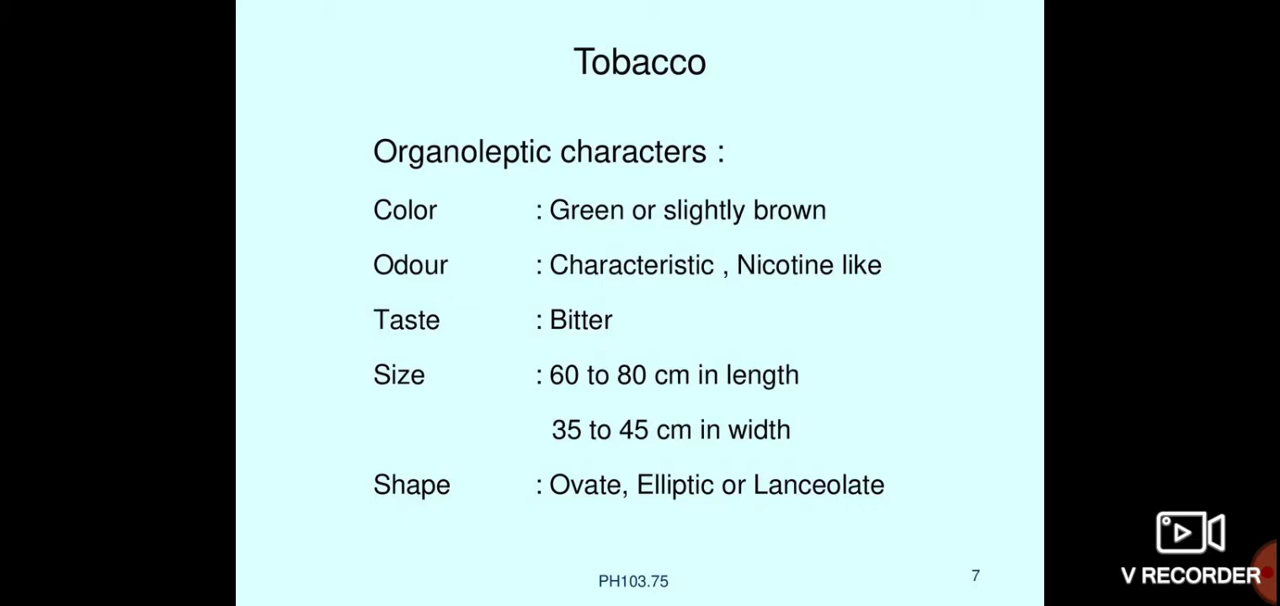 Tobacco
Organoleptic characters :
Color : Green or slightly brown
Odour : Characteristic , Nicotine like
Taste : Bitter
Size : 60 to 80 cm in length
35 to 45 cm in width
Shape : Ovate, Elliptic or Lanceolate
PH103.75 7
V RECORDER